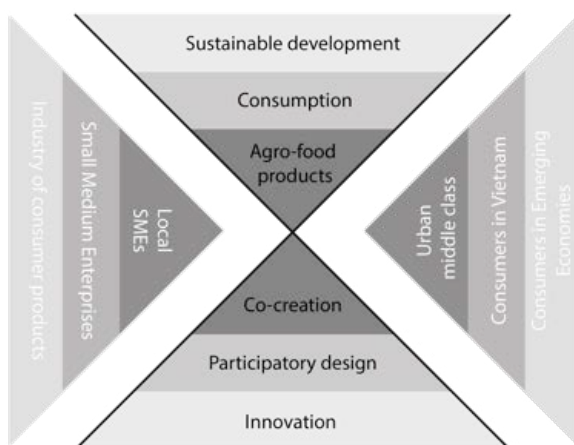 Sustainable development
Consumption
Agro-food
products
Industry of consumer products
Small Medium Enterprises
Local
SMEs
Urban
middle class
Consumers in Vietnam
Consumers in Emerging
Economies
Co-creation
Participatory design
Innovation